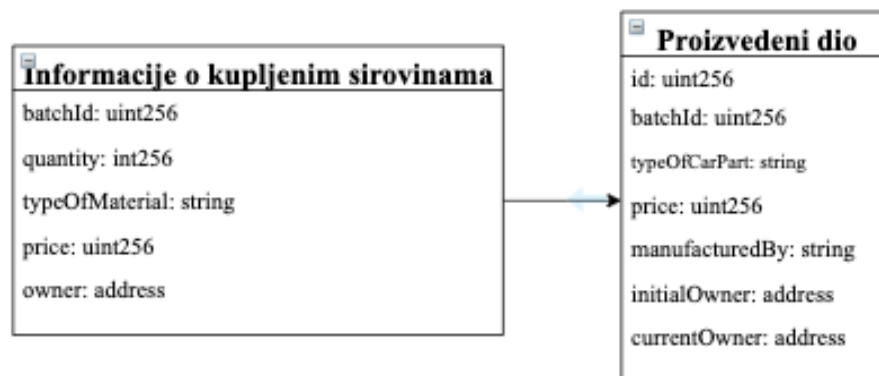 Informacije o kupljenim sirovinama
batchId: uint256
quantity: int256
typeOfMaterial: string
price: uint256
owner: address
Proizvedeni dio
id: uint256
batchId: uint256
typeOfCarPart: string
price: uint256
manufacturedBy: string
initialOwner: address
currentOwner: address